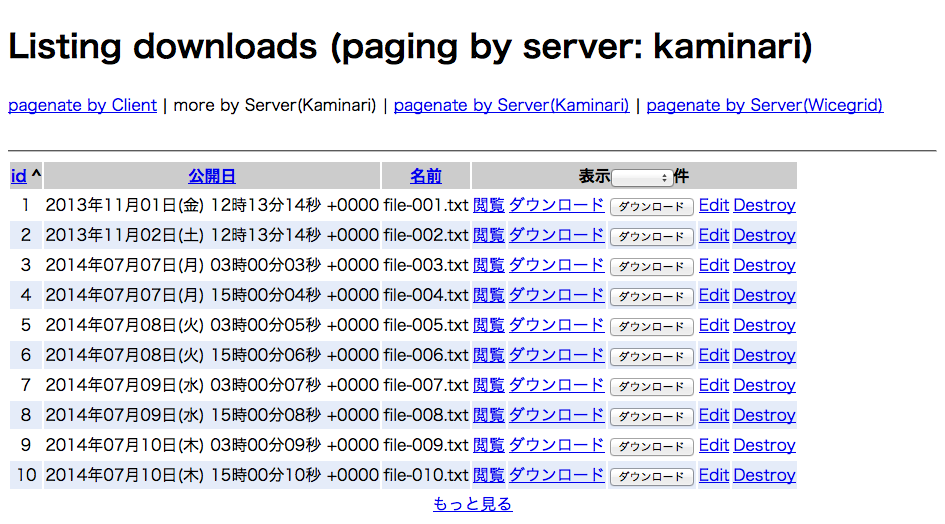 Listing downloads (paging by server: kaminari)
pagenate by Client | more by Server(Kaminari) | pagenate by Server(Kaminari) | pagenate by Server(Wicegrid)
id ^ 公開日 名前 表示 件
1 2013年11月01日(金) 12時13分14秒 +0000 file-001.txt 閲覧 ダウンロード ダウンロード Edit Destroy
2 2013年11月02日(土) 12時13分14秒 +0000 file-002.txt 閲覧 ダウンロード ダウンロード Edit Destroy
3 2014年07月07日(月) 03時00分03秒 +0000 file-003.txt 閲覧 ダウンロード ダウンロード Edit Destroy
4 2014年07月07日(月) 15時00分04秒 +0000 file-004.txt 閲覧 ダウンロード ダウンロード Edit Destroy
5 2014年07月08日(火) 03時00分05秒 +0000 file-005.txt 閲覧 ダウンロード ダウンロード Edit Destroy
6 2014年07月08日(火) 15時00分06秒 +0000 file-006.txt 閲覧 ダウンロード ダウンロード Edit Destroy
7 2014年07月09日(水) 03時00分07秒 +0000 file-007.txt 閲覧 ダウンロード ダウンロード Edit Destroy
8 2014年07月09日(水) 15時00分08秒 +0000 file-008.txt 閲覧 ダウンロード ダウンロード Edit Destroy
9 2014年07月10日(木) 03時00分09秒 +0000 file-009.txt 閲覧 ダウンロード ダウンロード Edit Destroy
10 2014年07月10日(木) 15時00分10秒 +0000 file-010.txt 閲覧 ダウンロード ダウンロード Edit Destroy
もっと見る